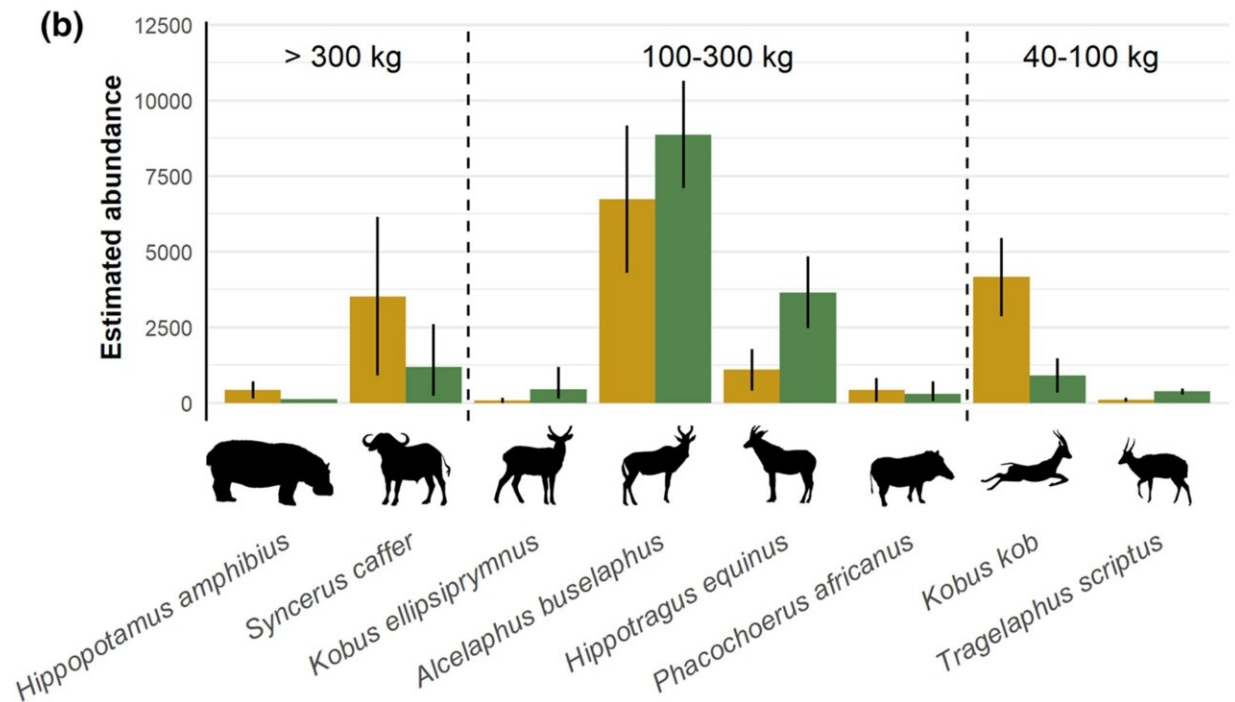 (b)
Estimated abundance
12500
10000
7500
5000
2500
0
> 300 kg
100-300 kg
40-100 kg
Hippopotamus amphibius
Syncerus caffer
Kobus ellipsiprymnus
Alcelaphus buselaphus
Hippotragus equinus
Phacochoerus africanus
Kobus kob
Tragelaphus scriptus